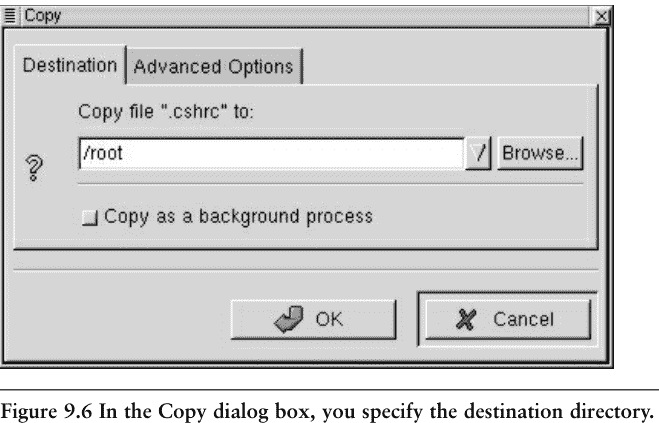 Copy
Destination Advanced Options
Copy file ".cshrc" to:
/root Browse...
Copy as a background process
OK Cancel
Figure 9.6 In the Copy dialog box, you specify the destination directory.